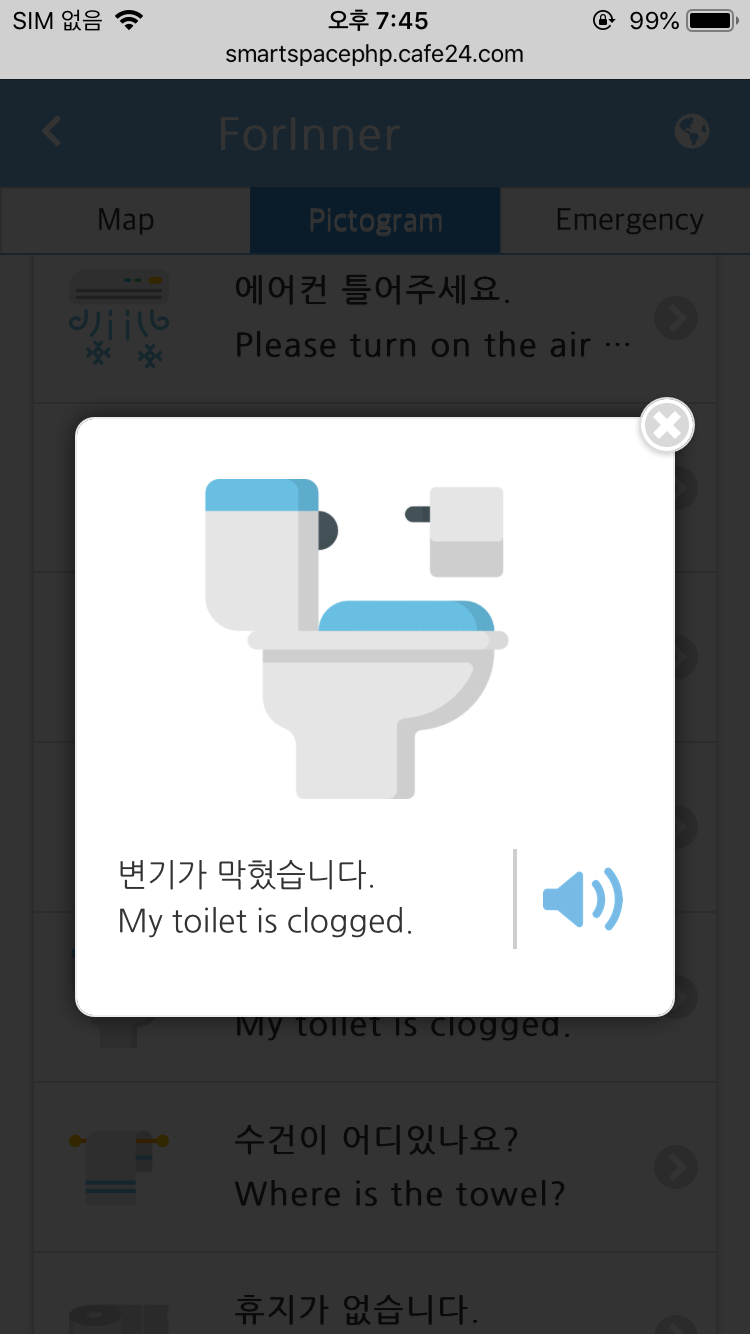 SIM 없음 오후 7:45 99%
smartspacephp.cafe24.com
ForInner
Map Pictogram Emergency
에어컨 틀어주세요.
Please turn on the air ···
변기가 막혔습니다.
My toilet is clogged.
My toilet is clogged.
수건이 어디있나요?
Where is the towel?
휴지가 없습니다.